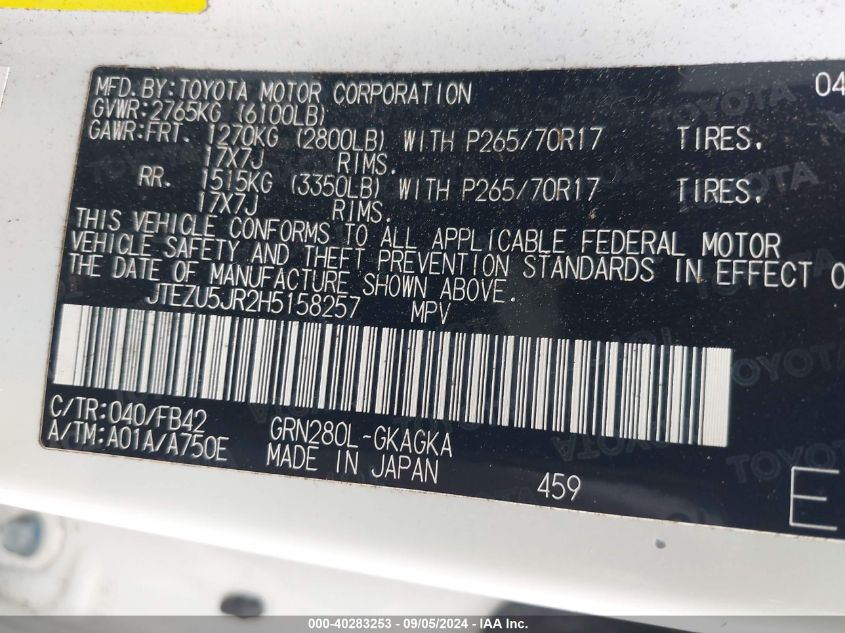 MFD.BY:TOYOTA MOTOR CORPORATION 04
GVWR:2765KG (6100LB)
GAWR:FRT. 1270KG (2800LB) WITH P265/70R17 TIRES.
17X7J RIMS.
RR. 1515KG (3350LB) WITH P265/70R17 TIRES.
17X7J RIMS.
THIS VEHICLE CONFORMS TO ALL APPLICABLE FEDERAL MOTOR
VEHICLE SAFETY AND THEFT PREVENTION STANDARDS IN EFFECT O
THE DATE OF MANUFACTURE SHOWN ABOVE.
JTEZU5JR2H5158257 MPV
C/TR:040/FB42 GRN280L-GKAGKA
A/TM:A01A/A750E MADE IN JAPAN 459
E
TOYOTA
000-40283253 - 09/05/2024 - IAA Inc.